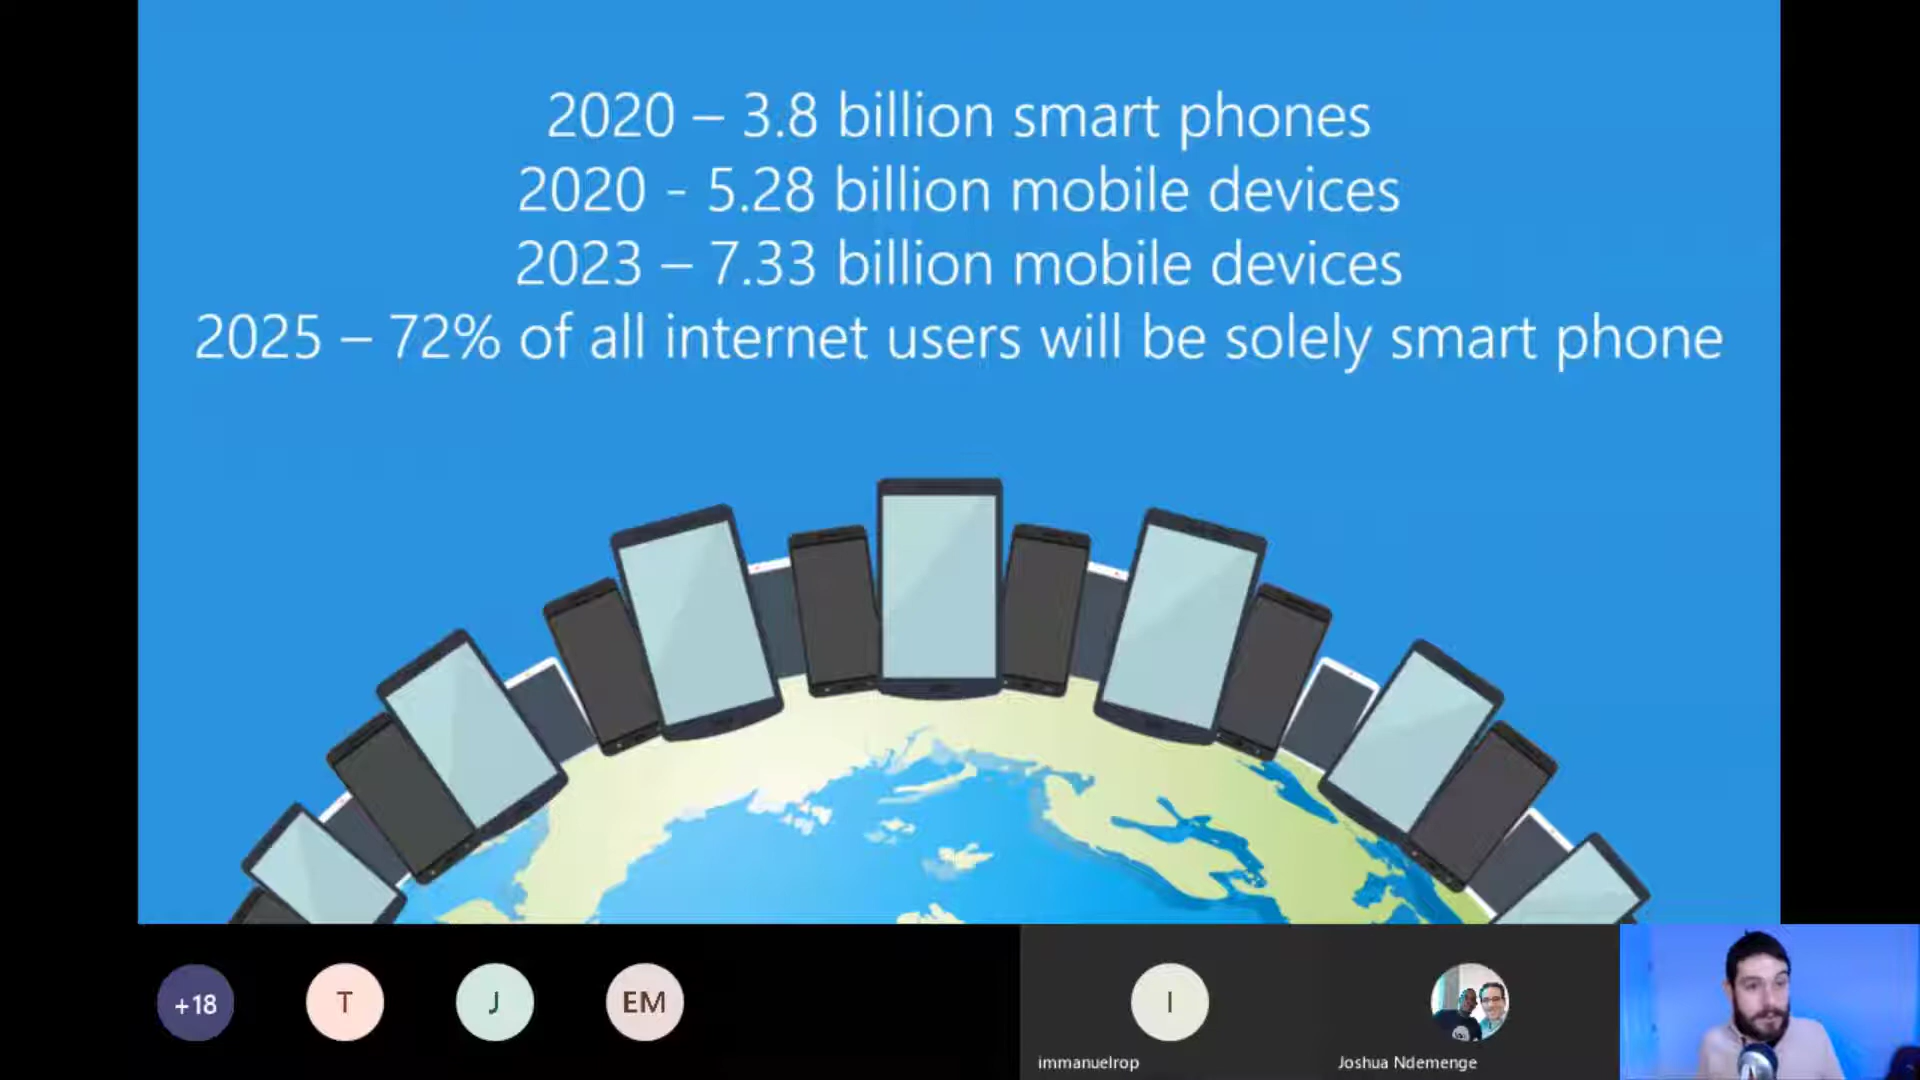 2020 – 3.8 billion smart phones
2020 - 5.28 billion mobile devices
2023 – 7.33 billion mobile devices
2025 – 72% of all internet users will be solely smart phone
+18
T
J
EM
I
immanuelrop
Joshua Ndemenge